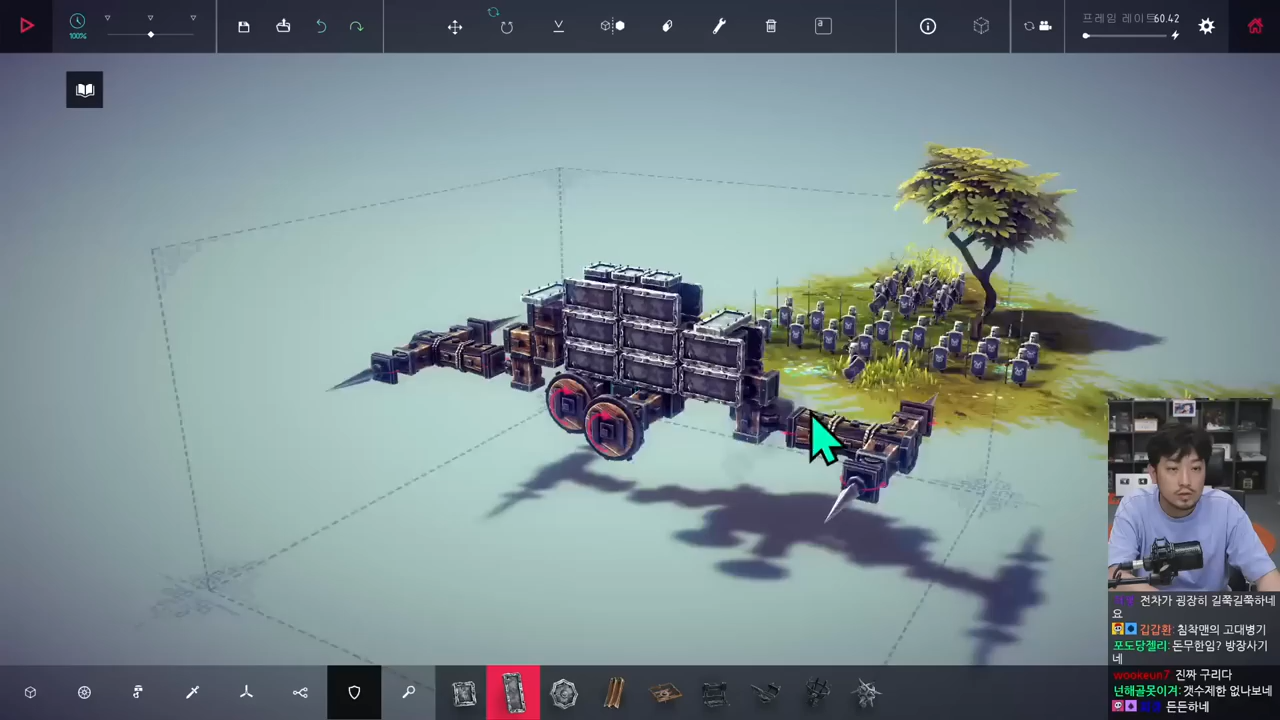 100%
a
프레임 레이트 60.42
전차가 굉장히 길쭉길쭉하네
요
김갑환: 침착맨의 고대병기
포도당젤리: 돈무한임? 방장사기
네
wookeun7: 진짜 구리다
넌해골못이겨: 갯수제한 없나보네
든든하네